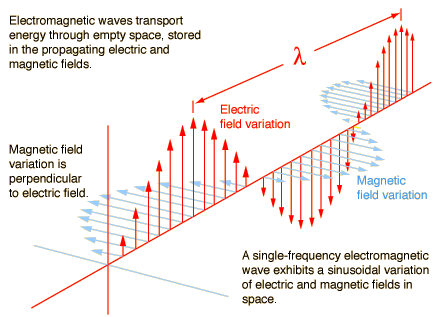 Electromagnetic waves transport
energy through empty space, stored
in the propagating electric and
magnetic fields.
λ
Electric
field variation
Magnetic field
variation is
perpendicular
to electric field.
Magnetic
field variation
A single-frequency electromagnetic
wave exhibits a sinusoidal variation
of electric and magnetic fields in
space.